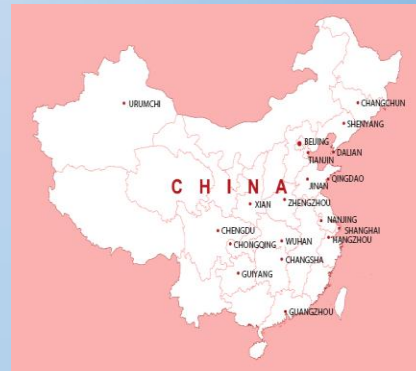 URUMCHI
CHANGCHUN
SHENYANG
BEIJING
DALIAN
TIANJIN
CHINA
JINAN
QINGDAO
XIAN
ZHENGZHOU
NANJING
SHANGHAI
HANGZHOU
CHENGDU
CHONGQING
WUHAN
CHANGSHA
GUIYANG
GUANGZHOU